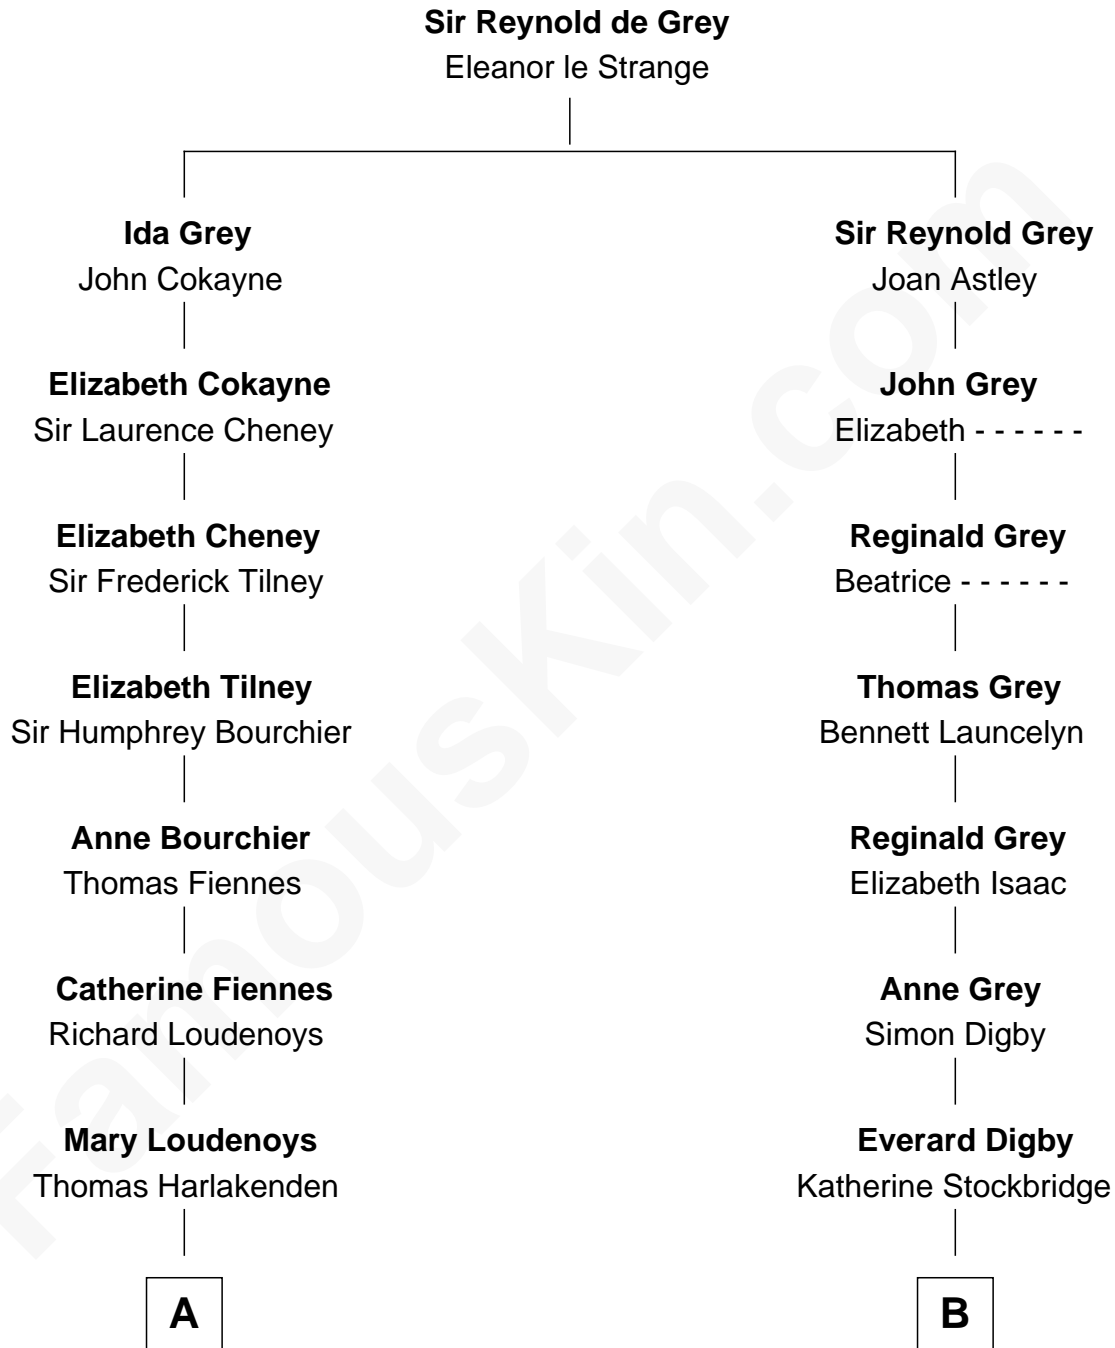 Sir Reynold de Grey
Eleanor le Strange
Ida Grey
John Cokayne
Sir Reynold Grey
Joan Astley
Elizabeth Cokayne
Sir Laurence Cheney
John Grey
Elizabeth - - - - - -
Elizabeth Cheney
Sir Frederick Tilney
Reginald Grey
Beatrice - - - - - -
Elizabeth Tilney
Sir Humphrey Bourchier
Thomas Grey
Bennett Launcelyn
Anne Bourchier
Thomas Fiennes
Reginald Grey
Elizabeth Isaac
Catherine Fiennes
Richard Loudenoys
Anne Grey
Simon Digby
Mary Loudenoys
Thomas Harlakenden
Everard Digby
Katherine Stockbridge
A
B
FamousKin.com